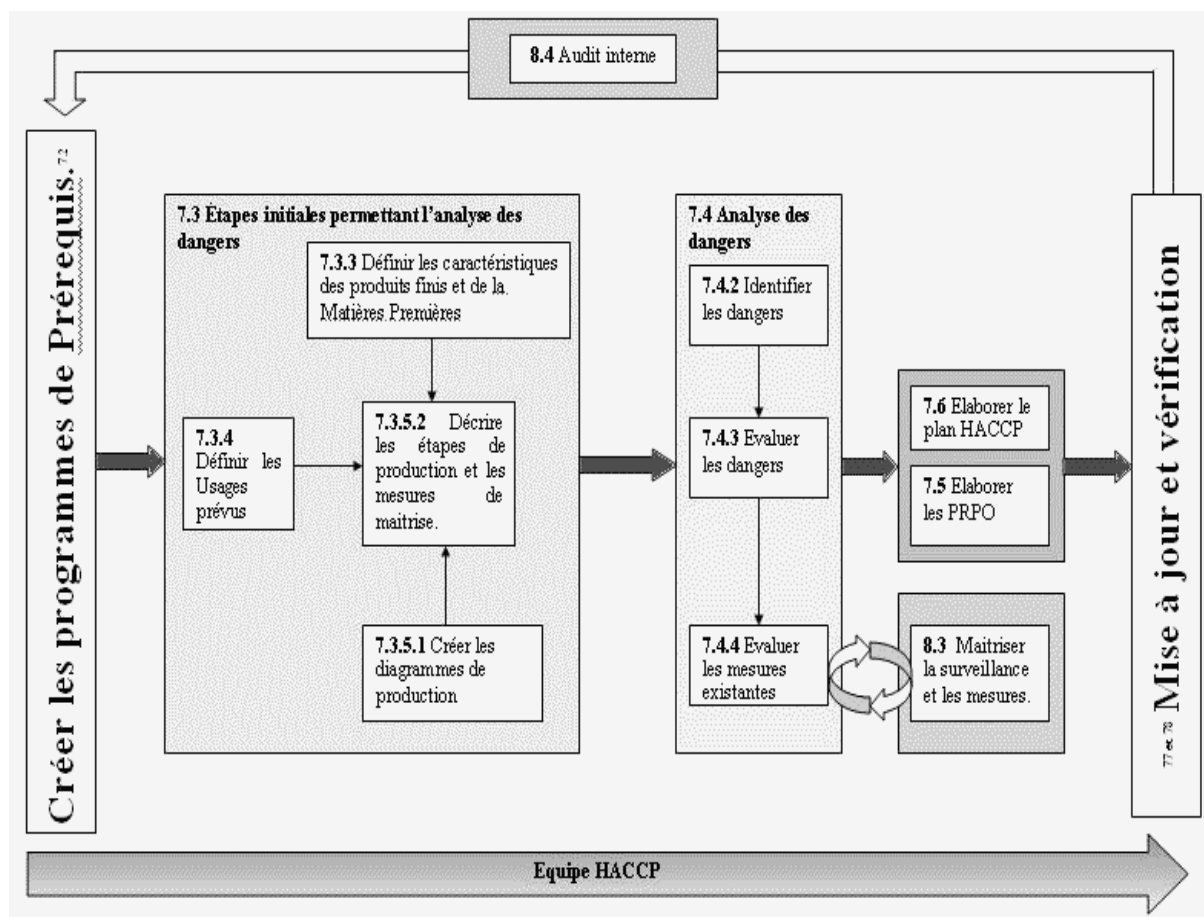 8.4 Audit interne
Créer les programmes de Prérequis.7.2
7.3 Étapes initiales permettant l'analyse des
dangers
7.3.3 Définir les caractéristiques
des produits finis et de la
Matières Premières
7.3.4
Définir les
Usages
prévus
7.3.5.2 Décrire
les étapes de
production et les
mesures de
maitrise.
7.3.5.1 Créer les
diagrammes de
production
7.4 Analyse des
dangers
7.4.2 Identifier
les dangers
7.4.3 Evaluer
les dangers
7.4.4 Evaluer
les mesures
existantes
7.6 Elaborer le
plan HACCP
7.5 Elaborer
les PRPO
8.3 Maitriser
la surveillance
et les mesures.
77 et 78 Mise à jour et vérification
Equipe HACCP